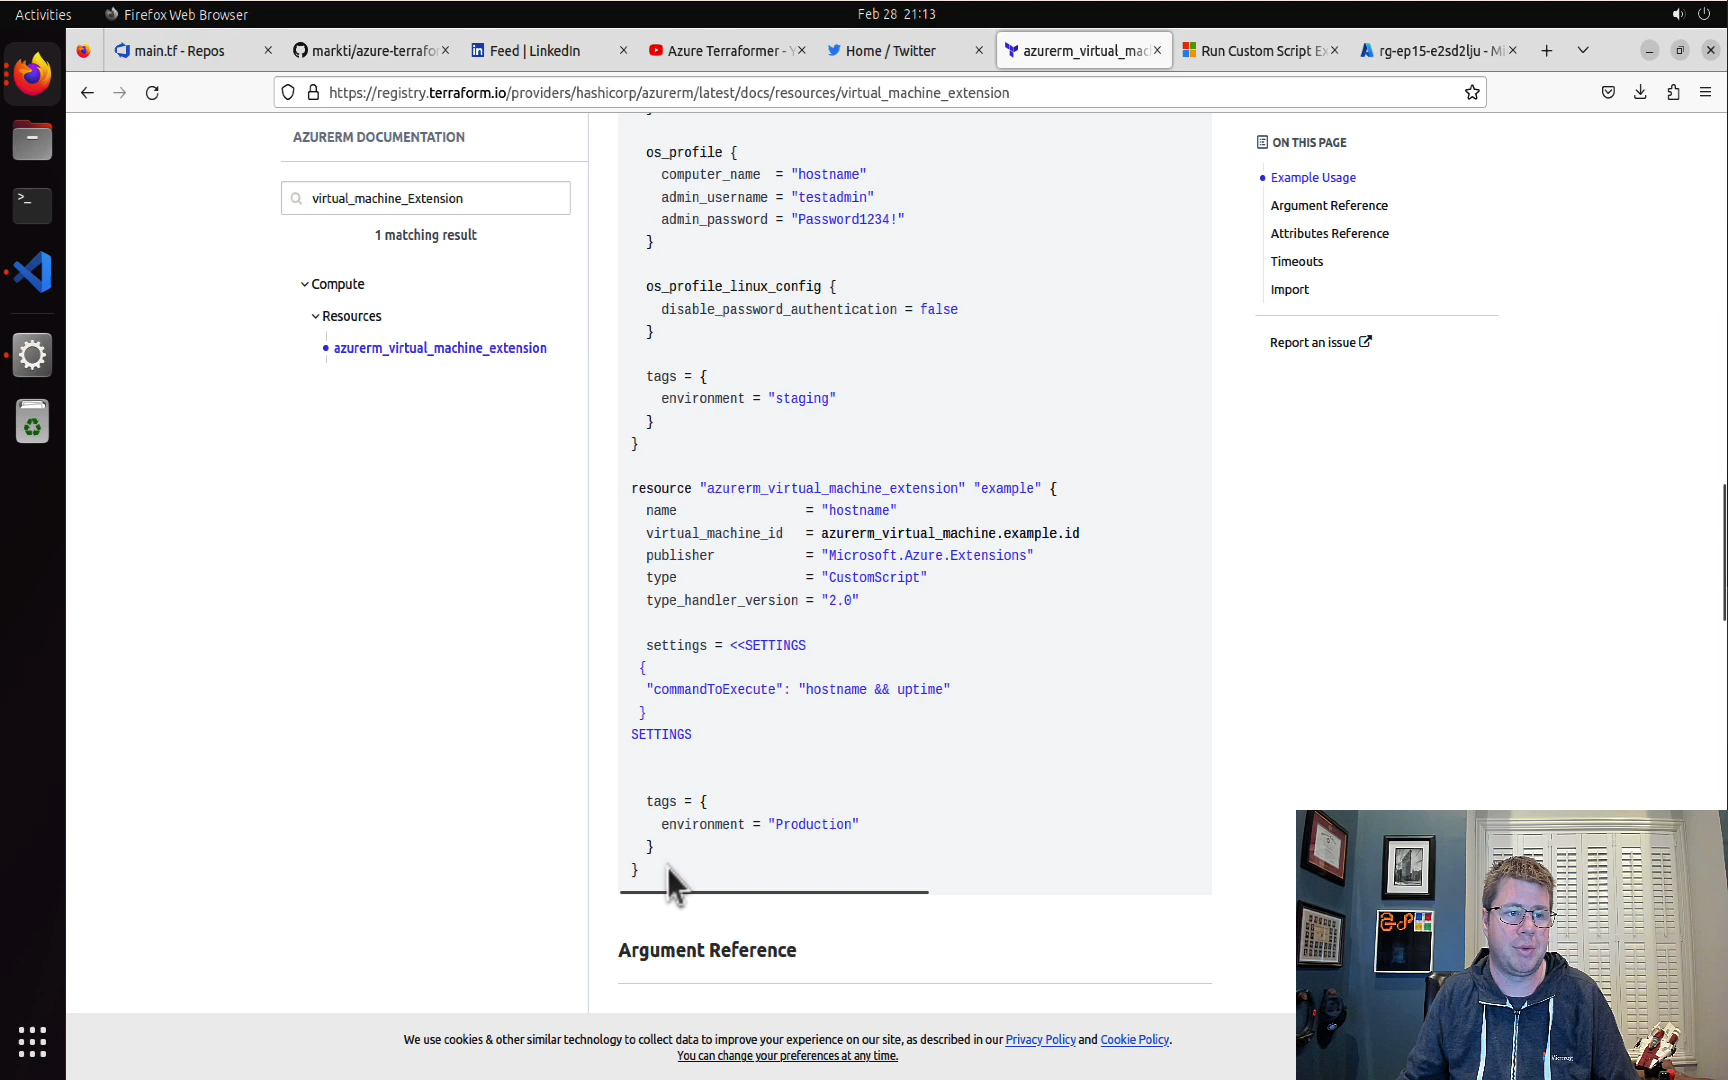 Activities
Firefox Web Browser
Feb 28 21:13
main.tf - Repos
markti/azure-terrafor
Feed | LinkedIn
Azure Terraformer - Y
Home / Twitter
azurerm_virtual_mac
Run Custom Script Ex
rg-ep15-e2sd2lju - Mi
https://registry.terraform.io/providers/hashicorp/azurerm/latest/docs/resources/virtual_machine_extension
AZURERM DOCUMENTATION
virtual_machine_Extension
1 matching result
Compute
Resources
azurerm_virtual_machine_extension
}
os_profile {
computer_name = "hostname"
admin_username = "testadmin"
admin_password = "Password1234!"
}
os_profile_linux_config {
disable_password_authentication = false
}
tags = {
environment = "staging"
}
}
resource "azurerm_virtual_machine_extension" "example" {
name = "hostname"
virtual_machine_id = azurerm_virtual_machine.example.id
publisher = "Microsoft.Azure.Extensions"
type = "CustomScript"
type_handler_version = "2.0"
settings = <<SETTINGS
{
"commandToExecute": "hostname && uptime"
}
SETTINGS
tags = {
environment = "Production"
}
}
Argument Reference
ON THIS PAGE
Example Usage
Argument Reference
Attributes Reference
Timeouts
Import
Report an issue
We use cookies & other similar technology to collect data to improve your experience on our site, as described in our Privacy Policy and Cookie Policy.
You can change your preferences at any time.